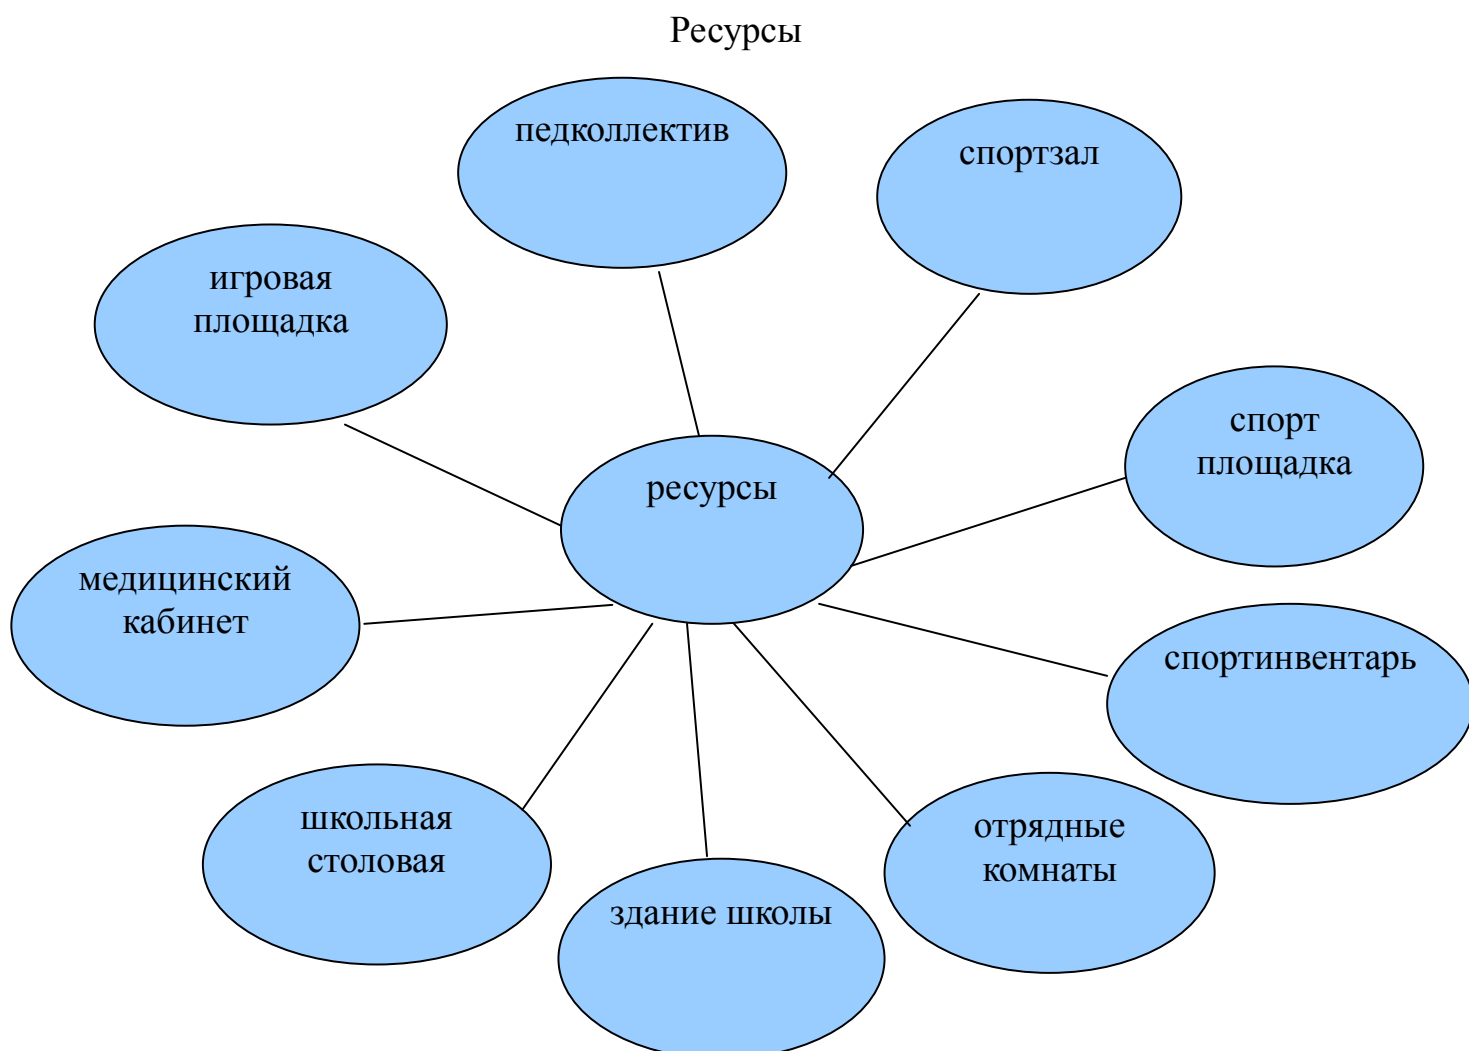 Ресурсы
педколлектив
спортзал
игровая
площадка
спорт
площадка
ресурсы
медицинский
кабинет
спортинвентарь
школьная
столовая
отрядные
комнаты
здание школы